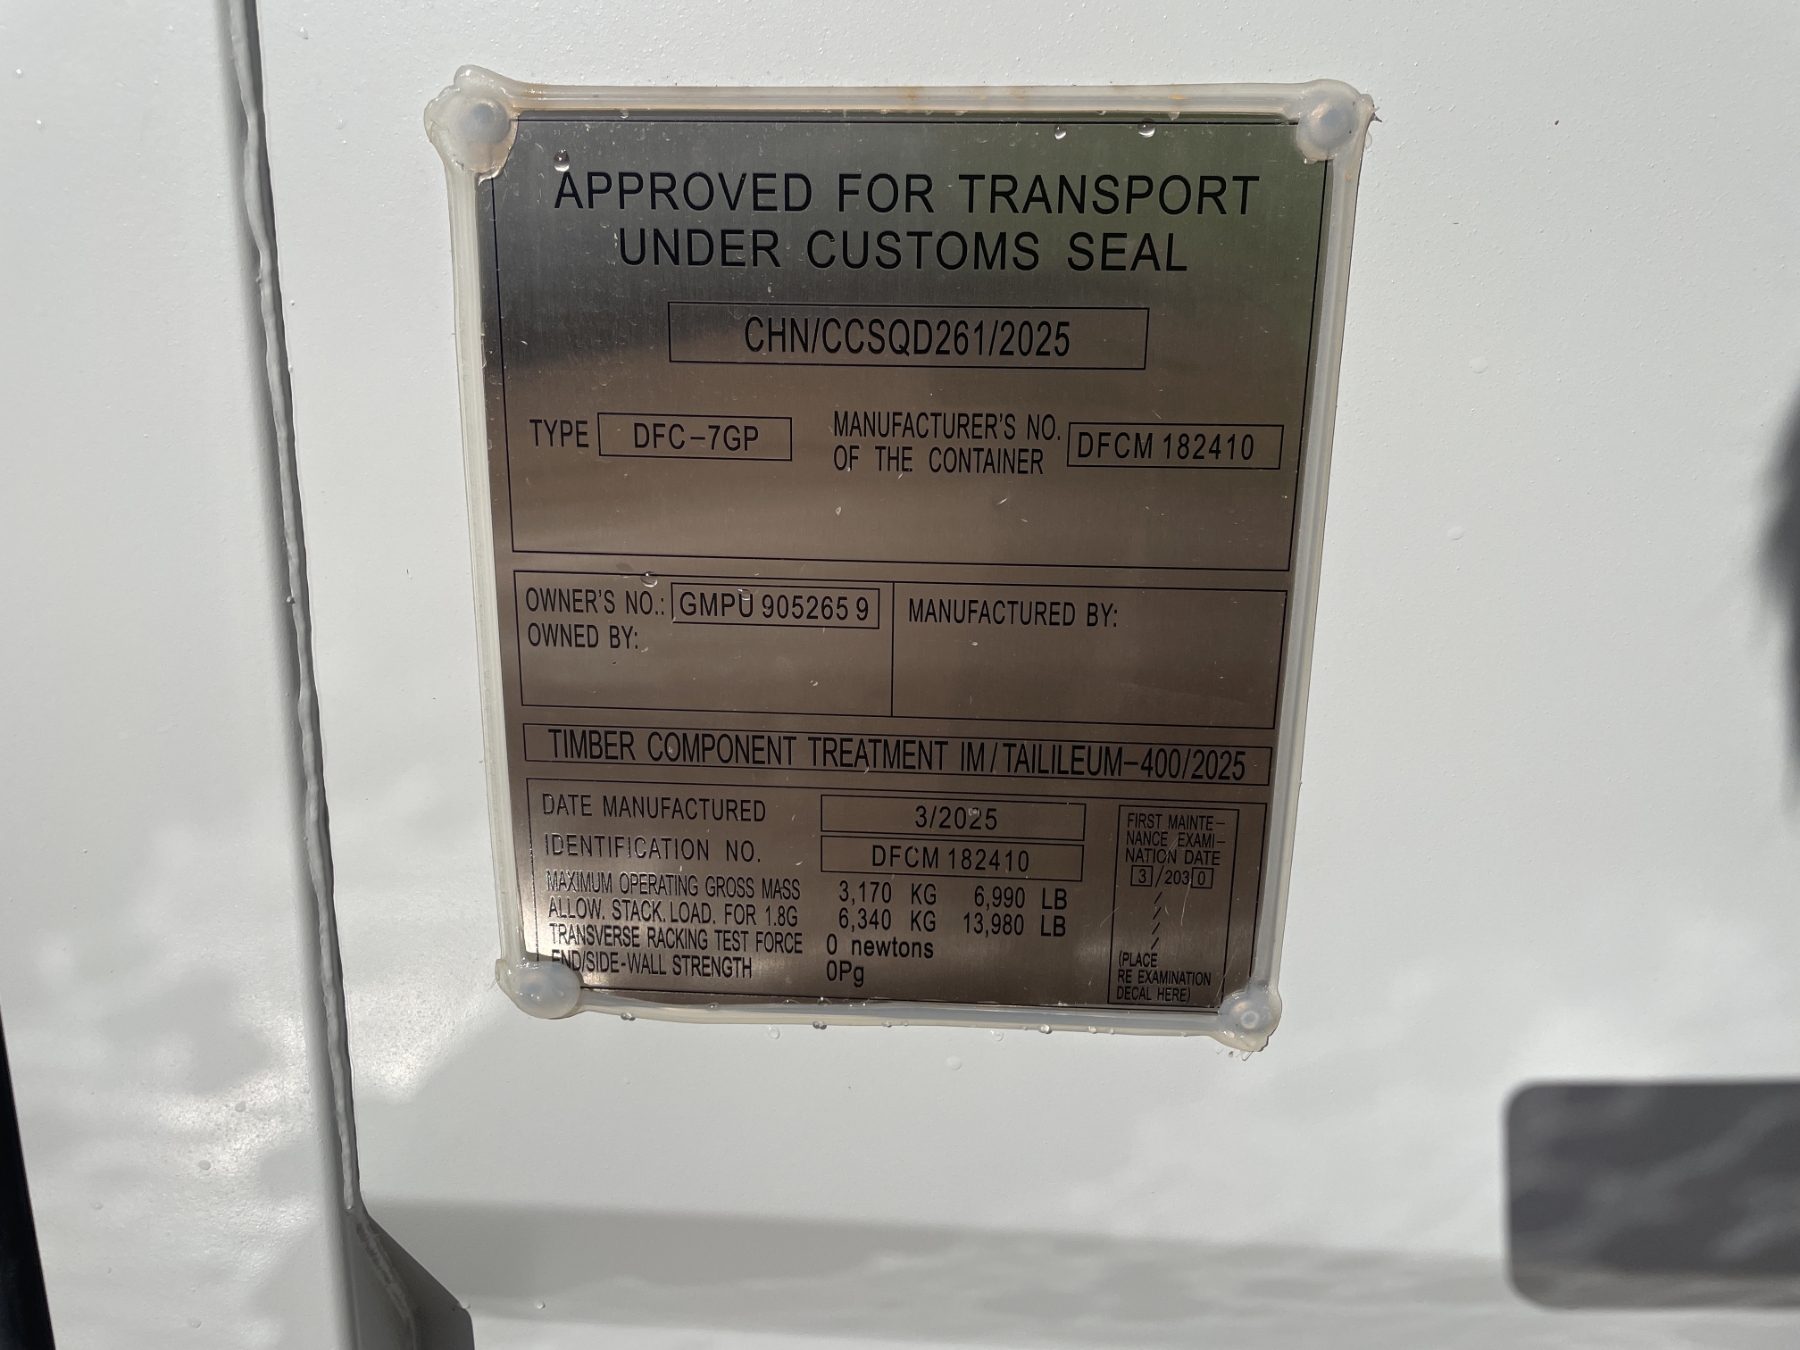 APPROVED FOR TRANSPORT
UNDER CUSTOMS SEAL
CHN/CCSQD261/2025
TYPE DFC-7GP
MANUFACTURER'S NO.
OF THE CONTAINER
DFCM 182410
OWNER'S NO.: GMPU 905265 9
OWNED BY:
MANUFACTURED BY:
TIMBER COMPONENT TREATMENT IM/TAILILEUM-400/2025
DATE MANUFACTURED 3/2025
IDENTIFICATION NO. DFCM 182410
MAXIMUM OPERATING GROSS MASS 3,170 KG 6,990 LB
ALLOW. STACK. LOAD. FOR 1.8G 6,340 KG 13,980 LB
TRANSVERSE RACKING TEST FORCE 0 newtons
END/SIDE-WALL STRENGTH 0Pg
FIRST MAINTE-
NANCE EXAMI-
NATION DATE
3/2030
/
/
/
/
(PLACE
RE EXAMINATION
DECAL HERE)